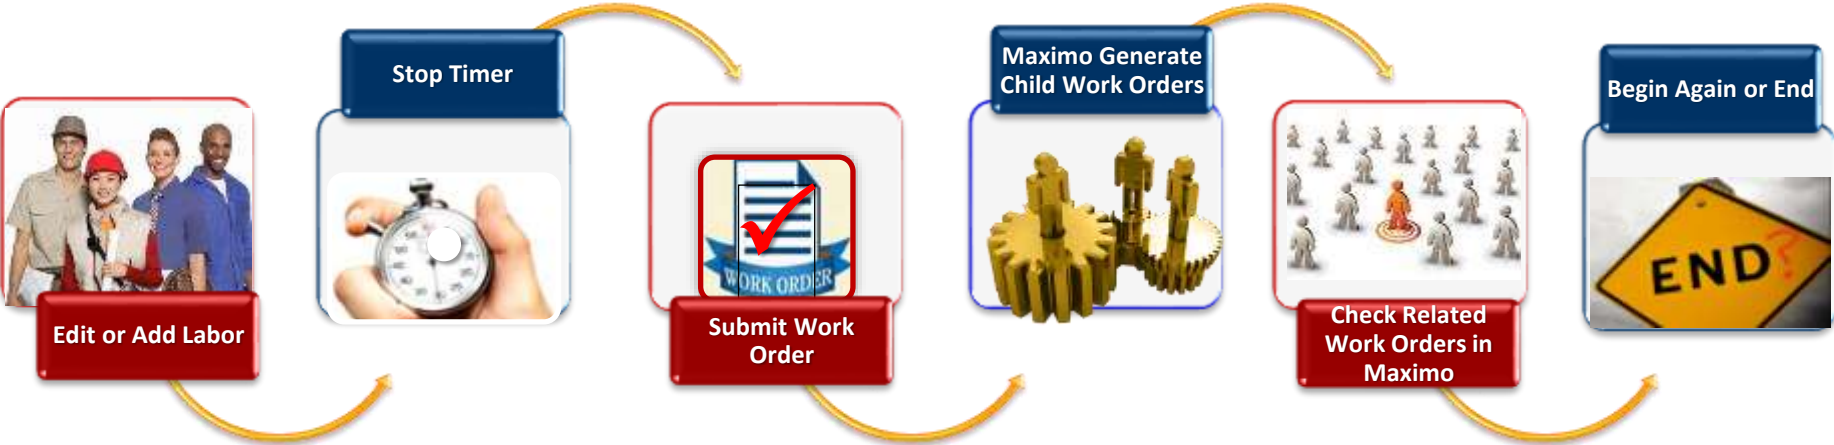 Edit or Add Labor
Stop Timer
WORK ORDER
Submit Work
Order
Maximo Generate
Child Work Orders
Check Related
Work Orders in
Maximo
Begin Again or End
END?